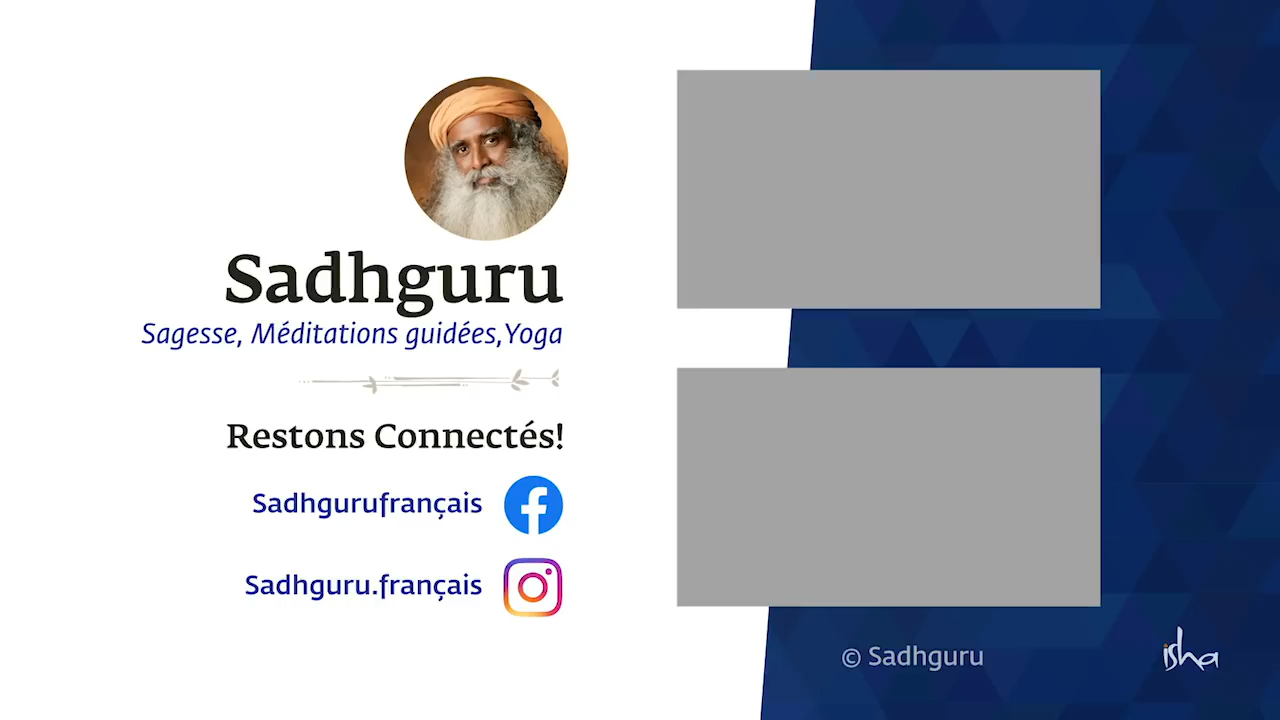 Sadhguru
Sagesse, Méditations guidées,Yoga
Restons Connectés!
Sadhgurufrançais
Sadhguru.français
© Sadhguru
isha